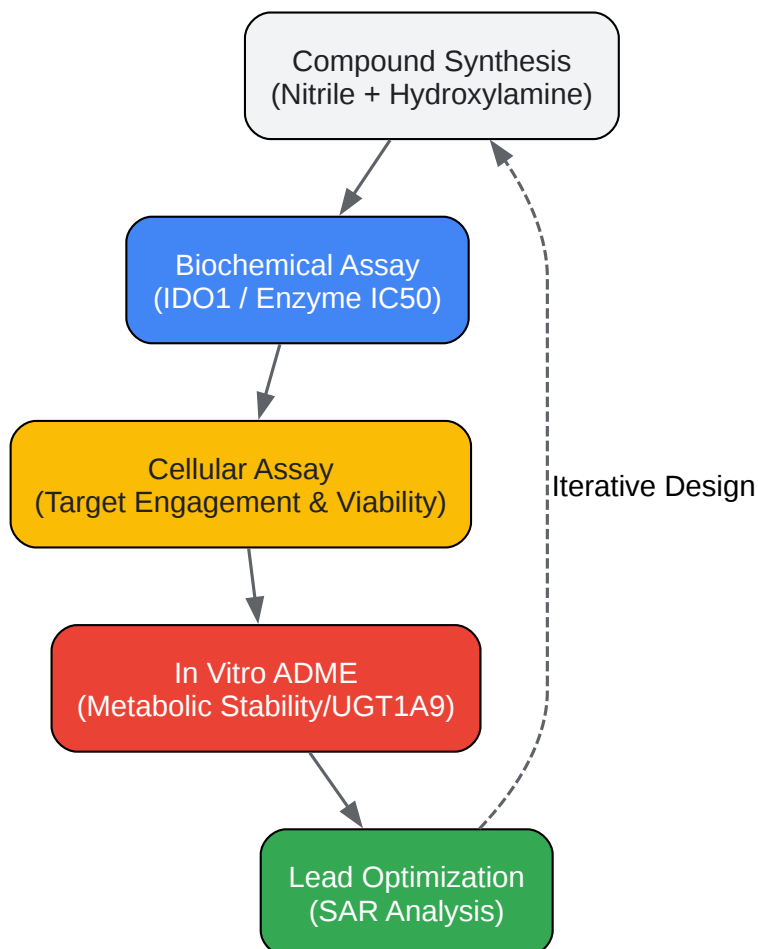 Compound Synthesis
(Nitrile + Hydroxylamine)
Biochemical Assay
(IDO1 / Enzyme IC50)
Cellular Assay
(Target Engagement & Viability)
Iterative Design
In Vitro ADME
(Metabolic Stability/UGT1A9)
Lead Optimization
(SAR Analysis)